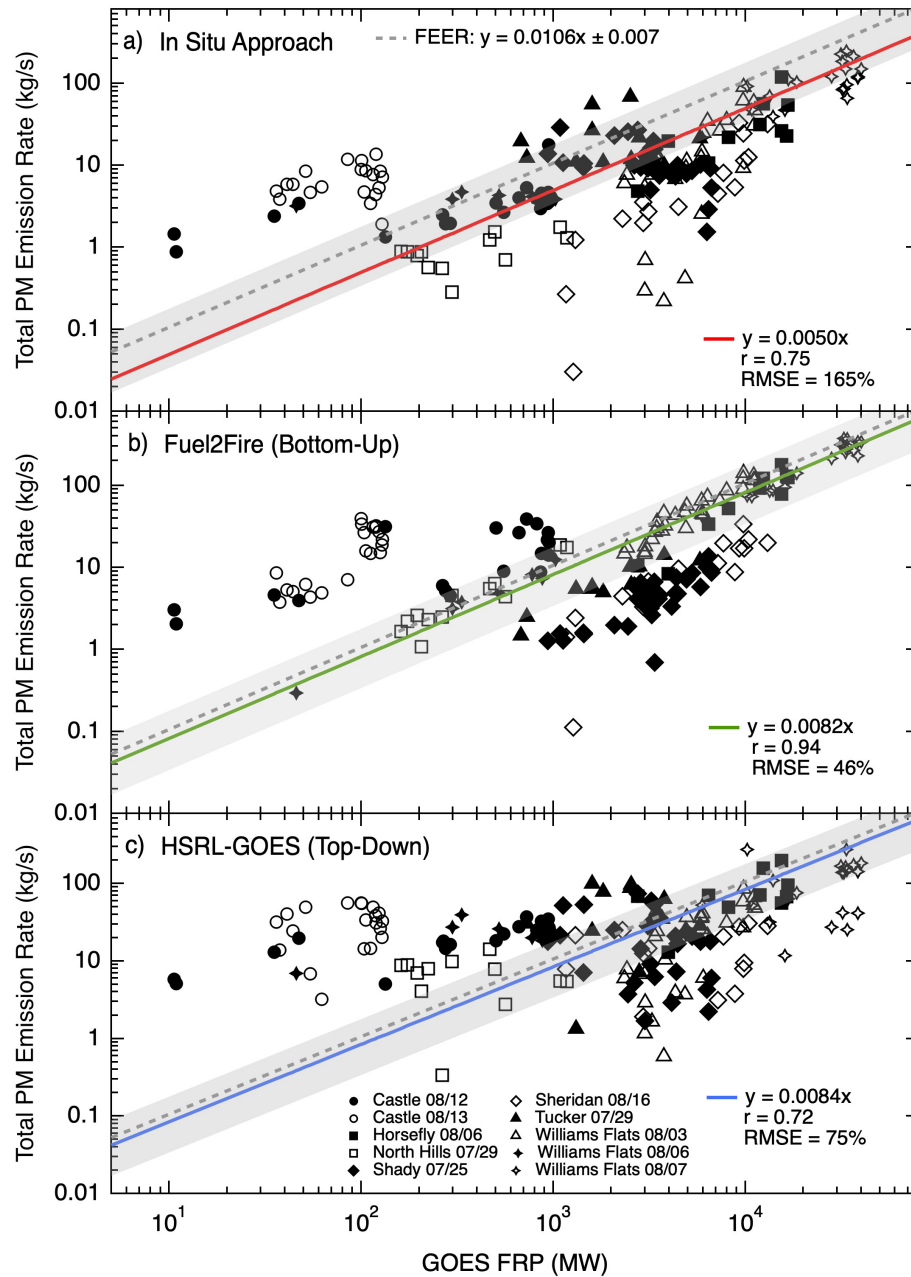 a) In Situ Approach
FEER: y = 0.0106x ± 0.007
Total PM Emission Rate (kg/s)
100
10
1
0.1
0.01
y = 0.0050x
r = 0.75
RMSE = 165%
b) Fuel2Fire (Bottom-Up)
Total PM Emission Rate (kg/s)
100
10
1
0.1
0.01
y = 0.0082x
r = 0.94
RMSE = 46%
c) HSRL-GOES (Top-Down)
Total PM Emission Rate (kg/s)
100
10
1
0.1
0.01
Castle 08/12
Castle 08/13
Horsefly 08/06
North Hills 07/29
Shady 07/25
Sheridan 08/16
Tucker 07/29
Williams Flats 08/03
Williams Flats 08/06
Williams Flats 08/07
y = 0.0084x
r = 0.72
RMSE = 75%
10¹ 10² 10³ 10⁴
GOES FRP (MW)